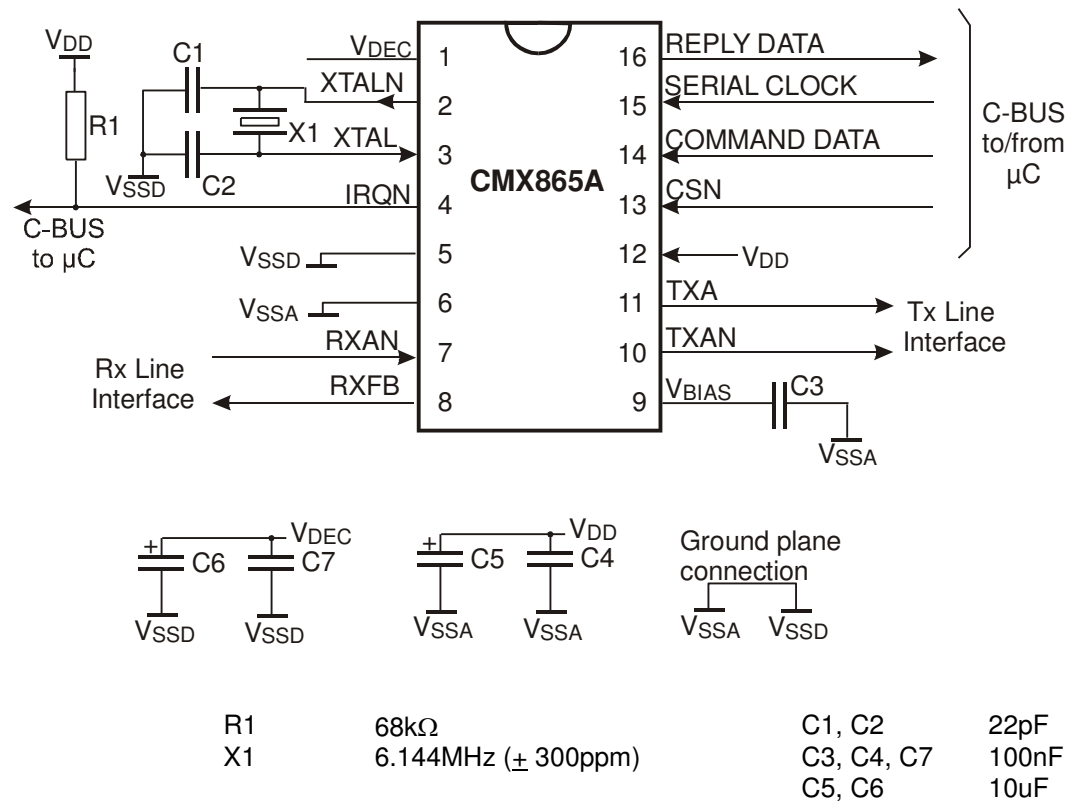 VDD
C1
R1
X1
C2
VSSD
C-BUS
to µC
VDEC
XTALN
XTAL
IRQN
VSSD
VSSA
RXAN
RXFB
Rx Line
Interface
1
2
3
4
5
6
7
8
CMX865A
16
15
14
13
12
11
10
9
REPLY DATA
SERIAL CLOCK
COMMAND DATA
CSN
VDD
TXA
TXAN
VBIAS
C3
VSSA
C-BUS
to/from
µC
Tx Line
Interface
+
C6
VDEC
C7
VSSD
VSSD
+
C5
VDD
C4
VSSA
VSSA
Ground plane
connection
VSSA
VSSD
R1 68kΩ
X1 6.144MHz (± 300ppm)
C1, C2 22pF
C3, C4, C7 100nF
C5, C6 10uF